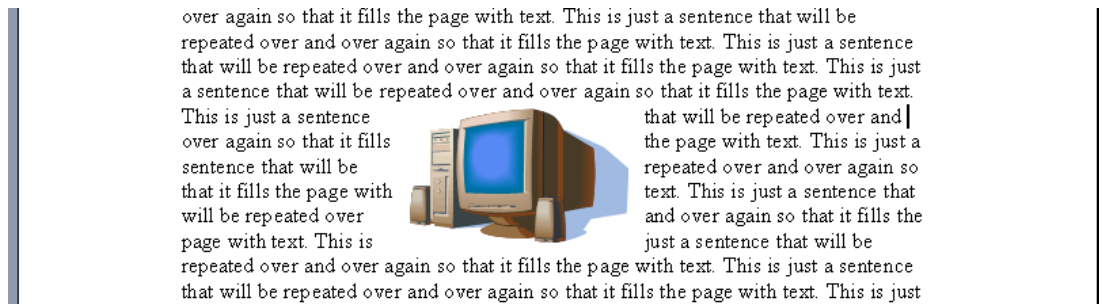 over again so that it fills the page with text. This is just a sentence that will be
repeated over and over again so that it fills the page with text. This is just a sentence
that will be repeated over and over again so that it fills the page with text. This is just
a sentence that will be repeated over and over again so that it fills the page with text.
This is just a sentence that will be repeated over and
over again so that it fills the page with text. This is just a
sentence that will be repeated over and over again so
that it fills the page with text. This is just a sentence that
will be repeated over and over again so that it fills the
page with text. This is just a sentence that will be
repeated over and over again so that it fills the page with text. This is just a sentence
that will be repeated over and over again so that it fills the page with text. This is just